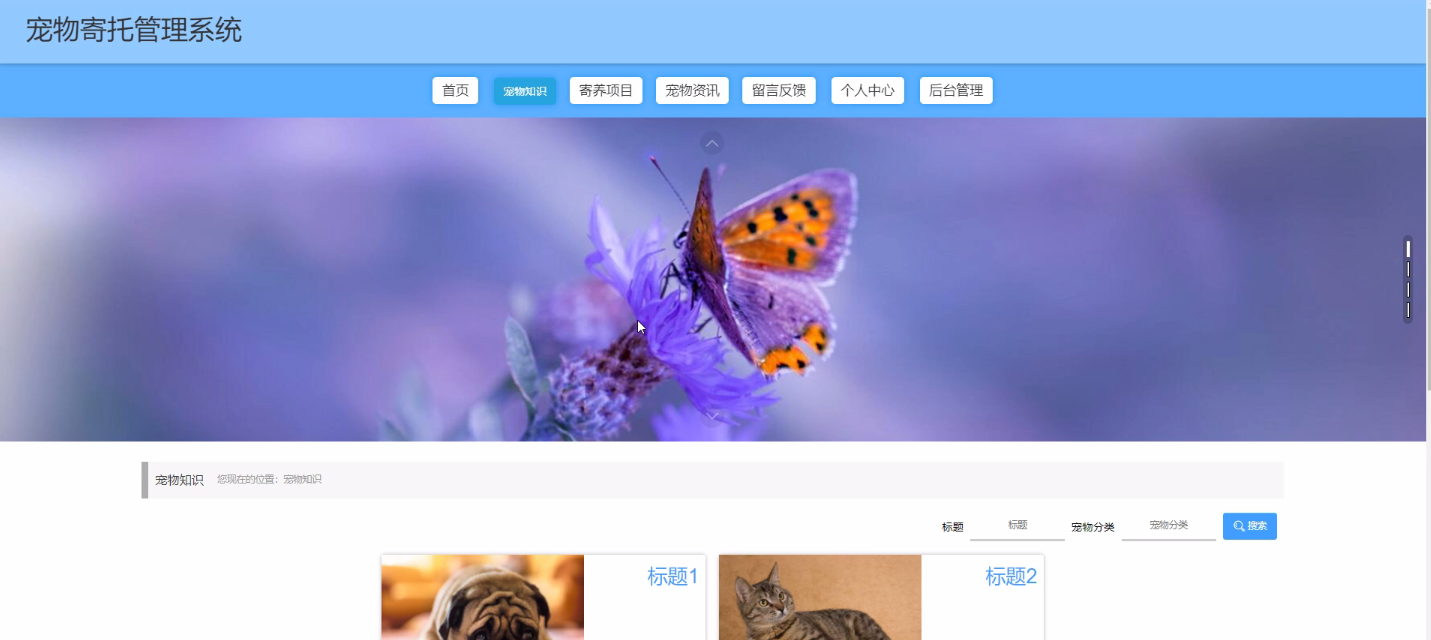 宠物寄托管理系统
首页 宠物知识 寄养项目 宠物资讯 留言反馈 个人中心 后台管理
宠物知识 您现在的位置：宠物知识
标题 标题 宠物分类 宠物分类 搜索
标题1 标题2